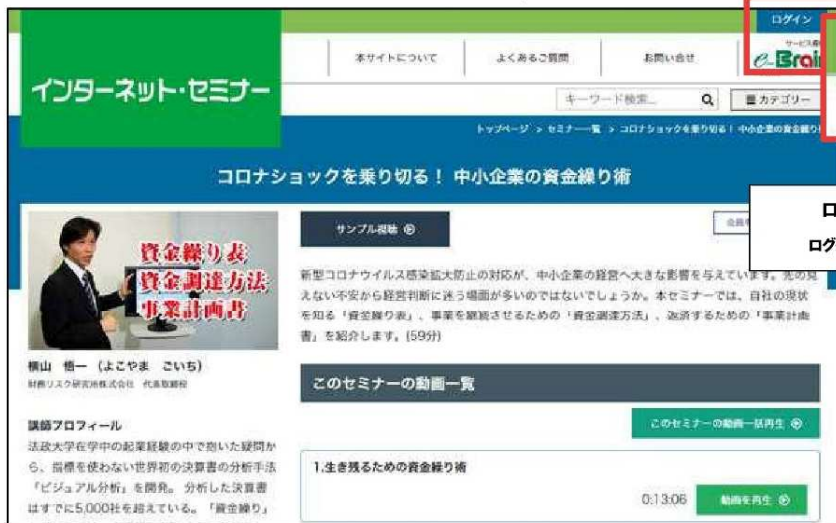 ログイン
インターネット・セミナー
本サイトについて
よくあるご質問
お問い合せ
e-Brain
キーワード検索...
カテゴリー
トップページ > セミナー一覧 > コロナショックを乗り切る! 中小企業の資金繰り
コロナショックを乗り切る! 中小企業の資金繰り術
資金繰り表
資金調達方法
事業計画書
サンプル視聴
ロ
ログ
新型コロナウイルス感染拡大防止の対応が、中小企業の経営へ大きな影響を与えています。先の見
えない不安から経営判断に迷う場面が多いのではないでしょうか。本セミナーでは、自社の現状
を知る「資金繰り表」、事業を継続させるための「資金調達方法」、返済するための「事業計画
書」を紹介します。(59分)
横山 悟一 (よこやま ごいち)
財務リスク研究所株式会社 代表取締役
このセミナーの動画一覧
このセミナーの動画一括再生
講師プロフィール
法政大学在学中の起業経験の中で抱いた疑問か
ら、指標を使わない世界初の決算書の分析手法
「ビジュアル分析」を開発。 分析した決算書
はすでに5,000社を超えている。「資金繰り」
1.生き残るための資金繰り術
0:13:06
動画を再生